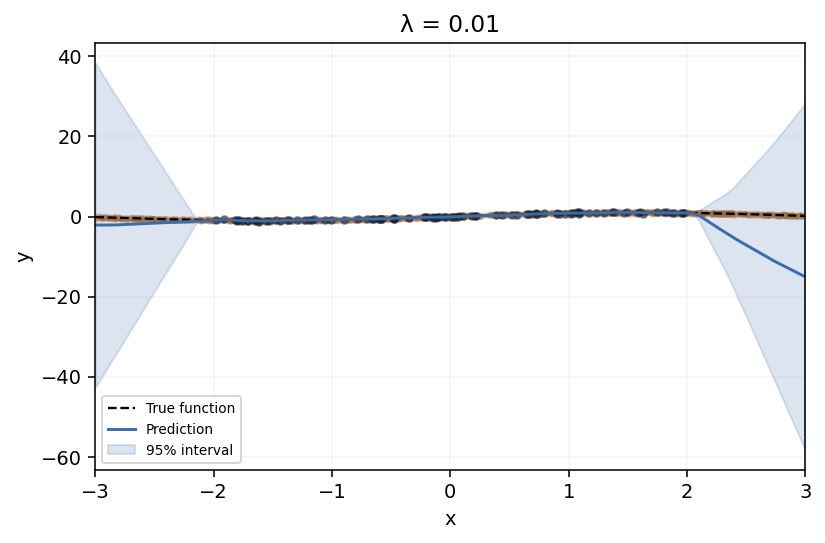 λ = 0.01
40
20
0
−20
−40
−60
y
True function
Prediction
95% interval
−3
−2
−1
0
1
2
3
x